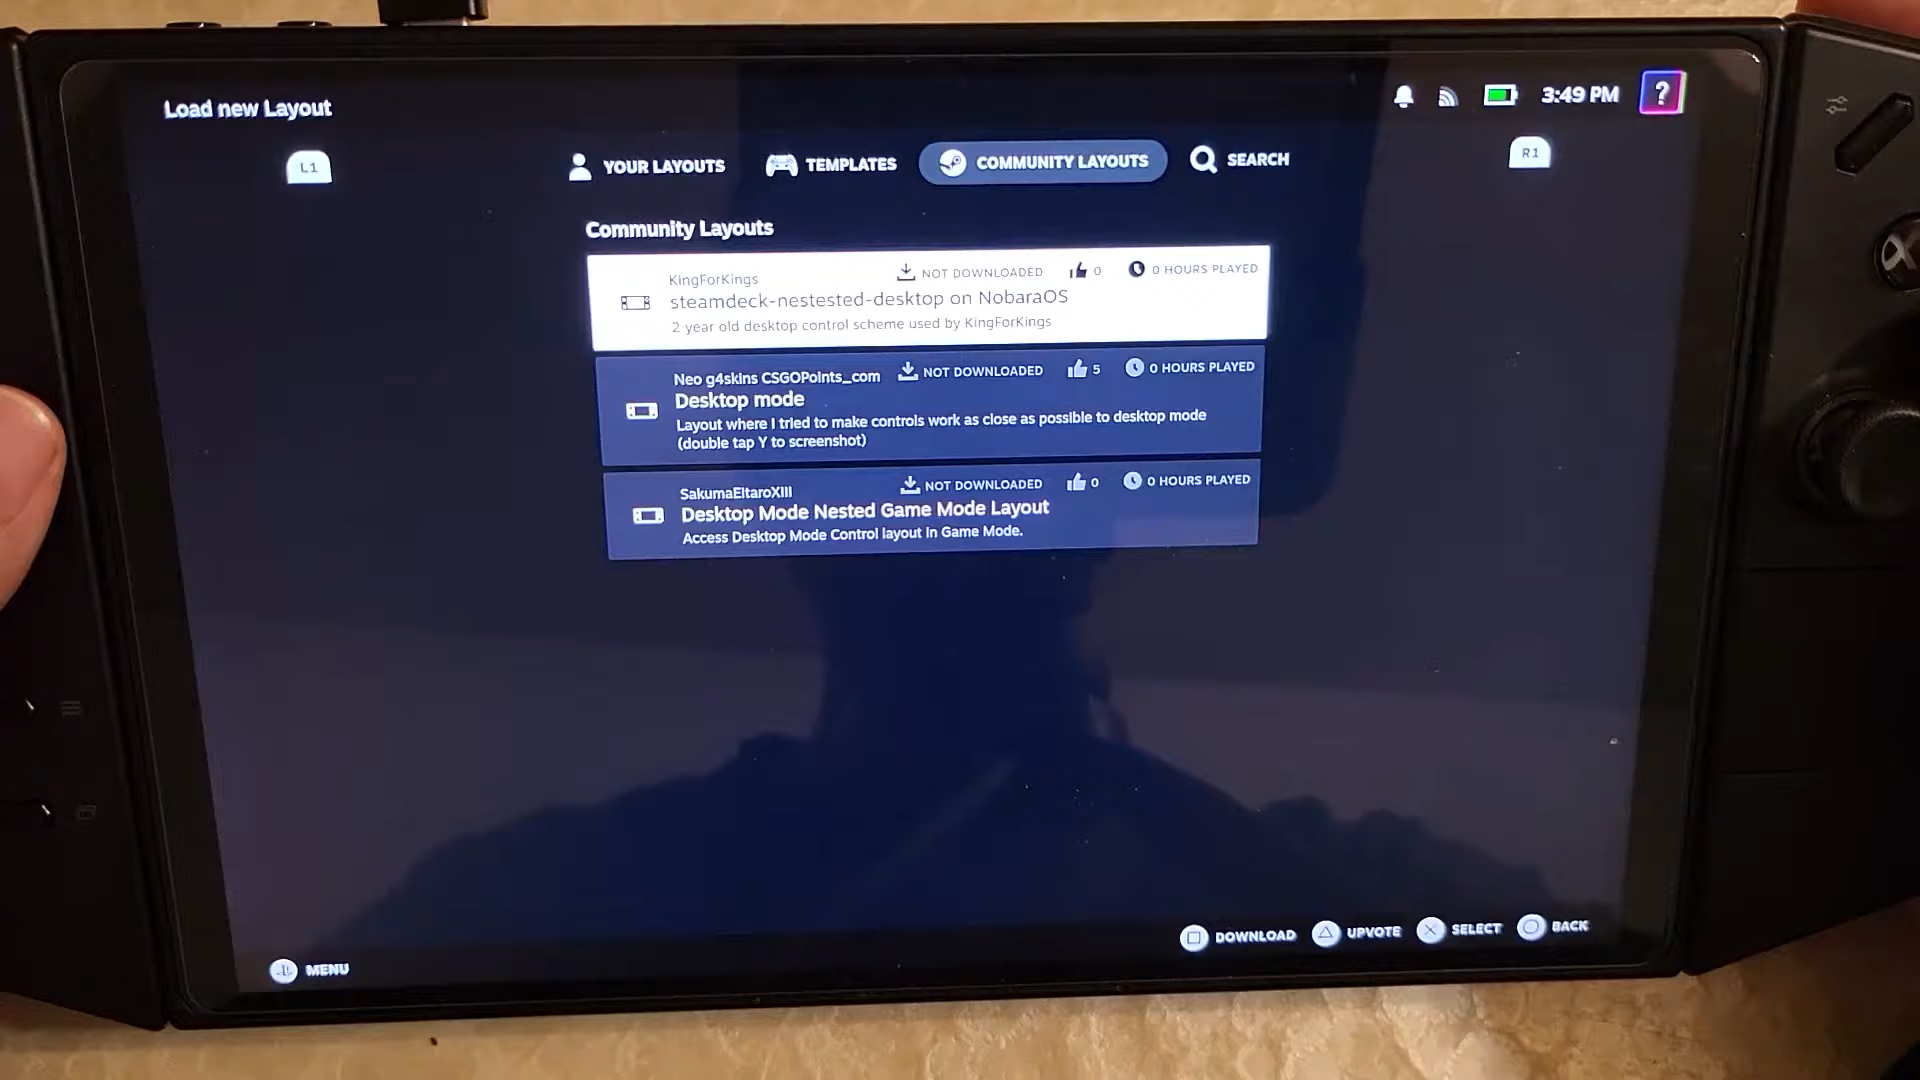 Load new Layout
3:49 PM
?
L1
YOUR LAYOUTS
TEMPLATES
COMMUNITY LAYOUTS
SEARCH
R1
Community Layouts
KingForKings
NOT DOWNLOADED
0
0 HOURS PLAYED
steamdeck-nestested-desktop on NobaraOS
2 year old desktop control scheme used by KingForKings
Neo g4skins CSGOPoints_com
NOT DOWNLOADED
5
0 HOURS PLAYED
Desktop mode
Layout where I tried to make controls work as close as possible to desktop mode
(double tap Y to screenshot)
SakumaEitaroXIII
NOT DOWNLOADED
0
0 HOURS PLAYED
Desktop Mode Nested Game Mode Layout
Access Desktop Mode Control layout in Game Mode.
MENU
DOWNLOAD
UPVOTE
SELECT
BACK